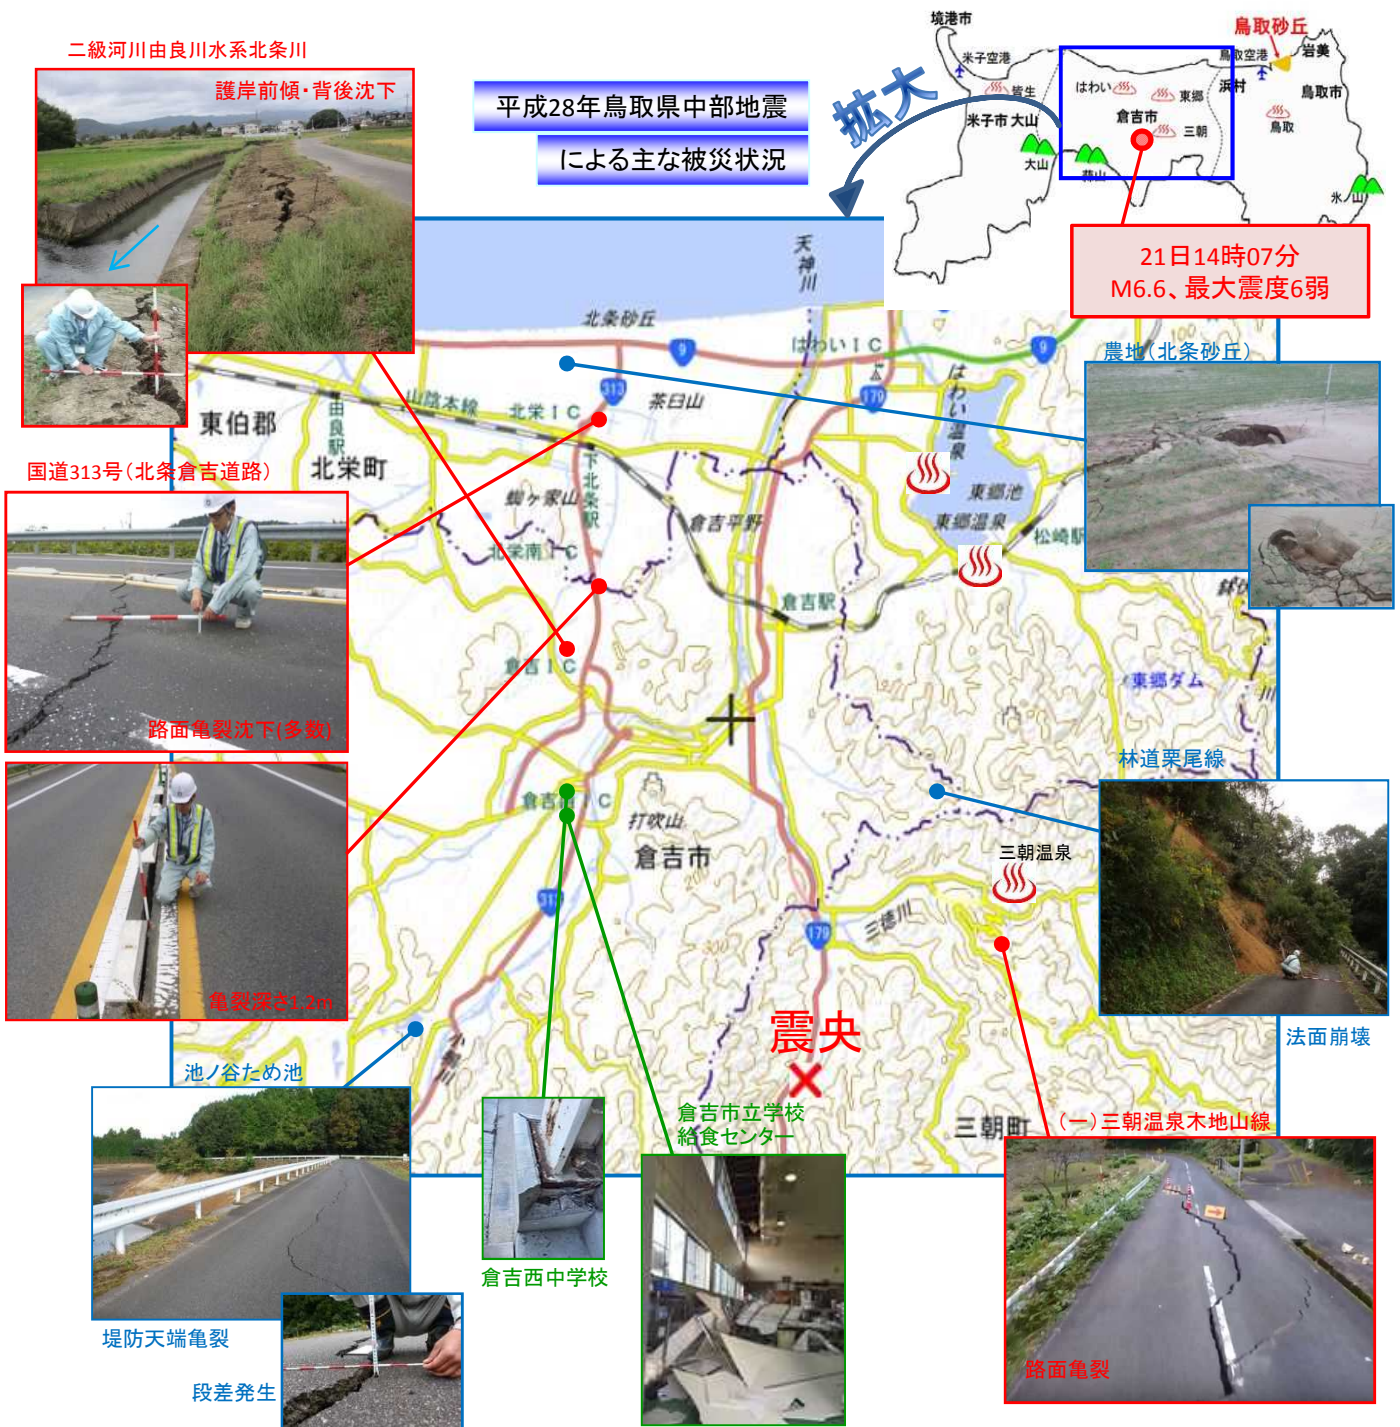 二級河川由良川水系北条川
護岸前傾・背後沈下
平成28年鳥取県中部地震
による主な被災状況
拡大
境港市
米子空港
皆生
米子市
大山
大山
蒜山
はわい
東郷
倉吉市
三朝
鳥取砂丘
鳥取空港
岩美
浜村
鳥取市
鳥取
氷ノ山
21日14時07分
M6.6、最大震度6弱
天神川
北条砂丘
9
はわいIC
9
農地(北条砂丘)
313
茶臼山
179
はわい温泉
山陰本線
北栄IC
由良駅
東伯郡
北栄町
下北条駅
蜘ヶ家山
倉吉平野
東郷池
東郷温泉
松崎駅
国道313号(北条倉吉道路)
北栄南IC
倉吉駅
倉吉IC
東郷ダム
路面亀裂沈下(多数)
林道栗尾線
打吹山
倉吉市
三朝温泉
三徳川
179
亀裂深さ1.2m
震央
法面崩壊
池ノ谷ため池
倉吉市立学校
給食センター
三朝町
(一)三朝温泉木地山線
倉吉西中学校
堤防天端亀裂
段差発生
路面亀裂